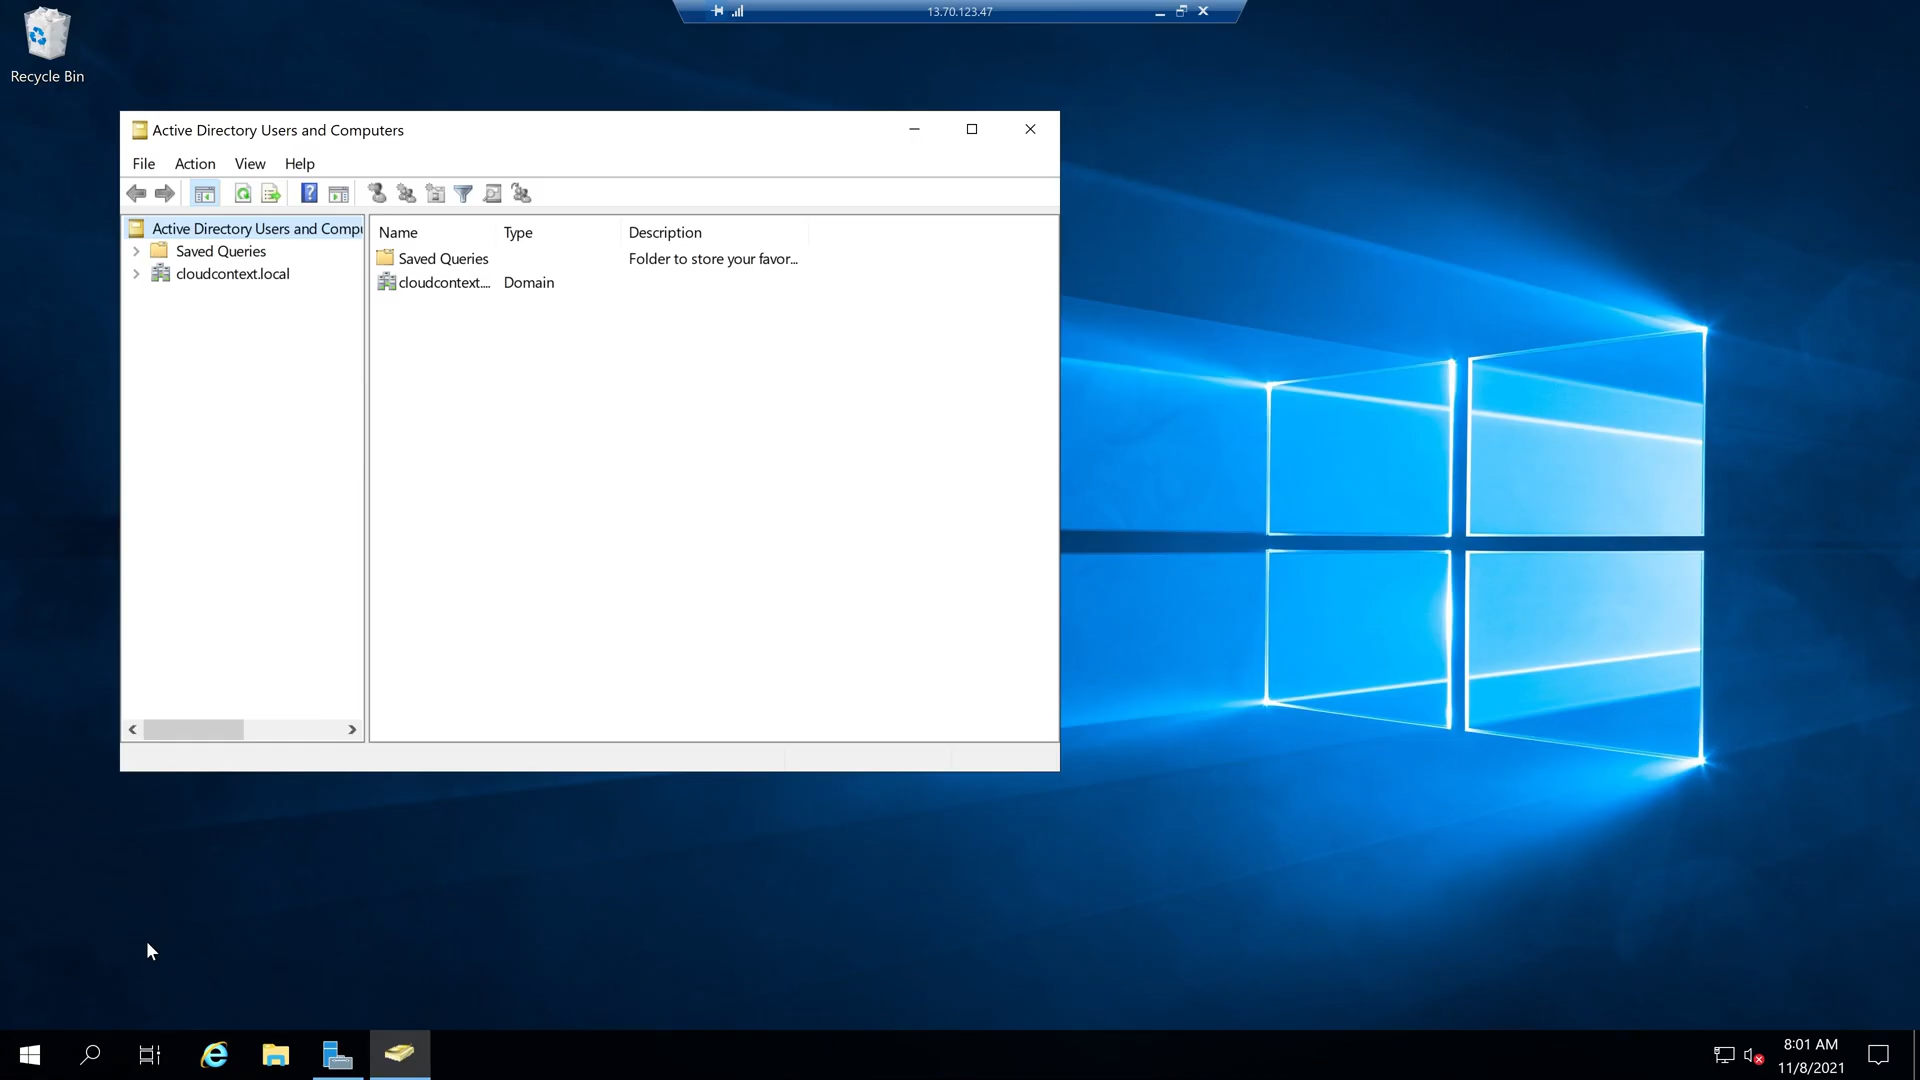 13.70.123.47
Recycle Bin
Active Directory Users and Computers
File Action View Help
Active Directory Users and Compu
Saved Queries
cloudcontext.local
Name Type Description
Saved Queries Folder to store your favor...
cloudcontext.... Domain
8:01 AM
11/8/2021